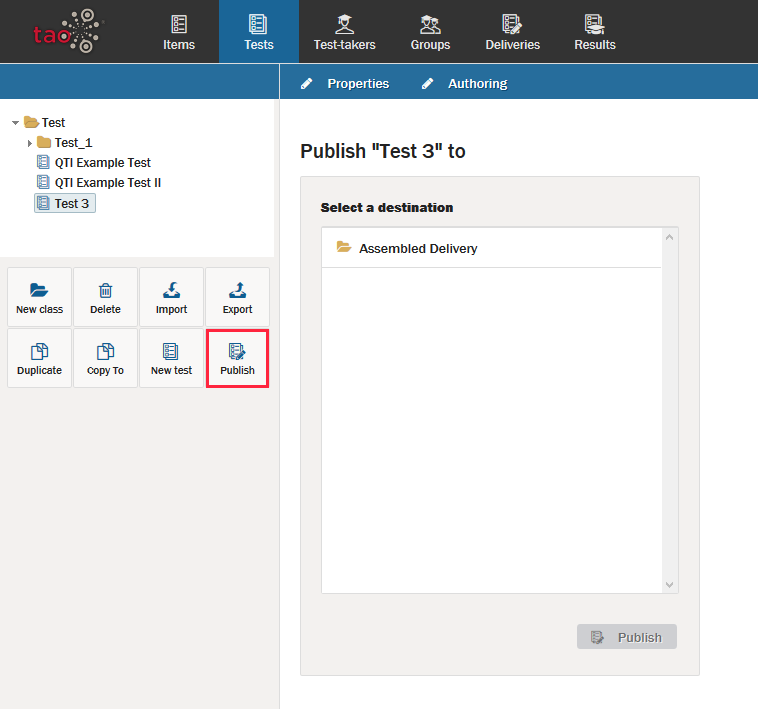 tao
Items
Tests
Test-takers
Groups
Deliveries
Results
Properties
Authoring
Test
Test_1
QTI Example Test
QTI Example Test II
Test 3
New class
Delete
Import
Export
Duplicate
Copy To
New test
Publish
Publish "Test 3" to
Select a destination
Assembled Delivery
Publish